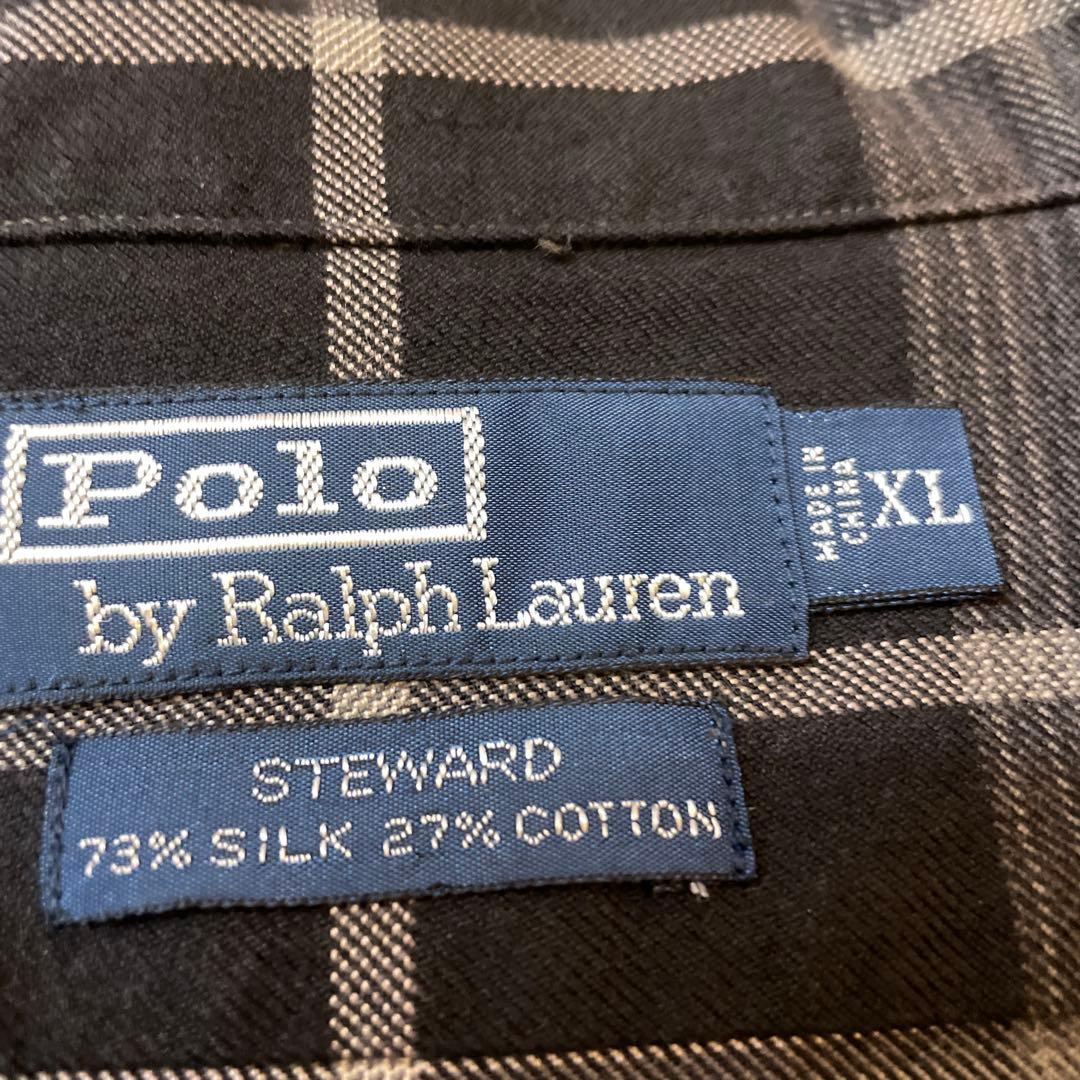 Polo
by Ralph Lauren
MADE IN
CHINA
XL
STEWARD
73% SILK 27% COTTON